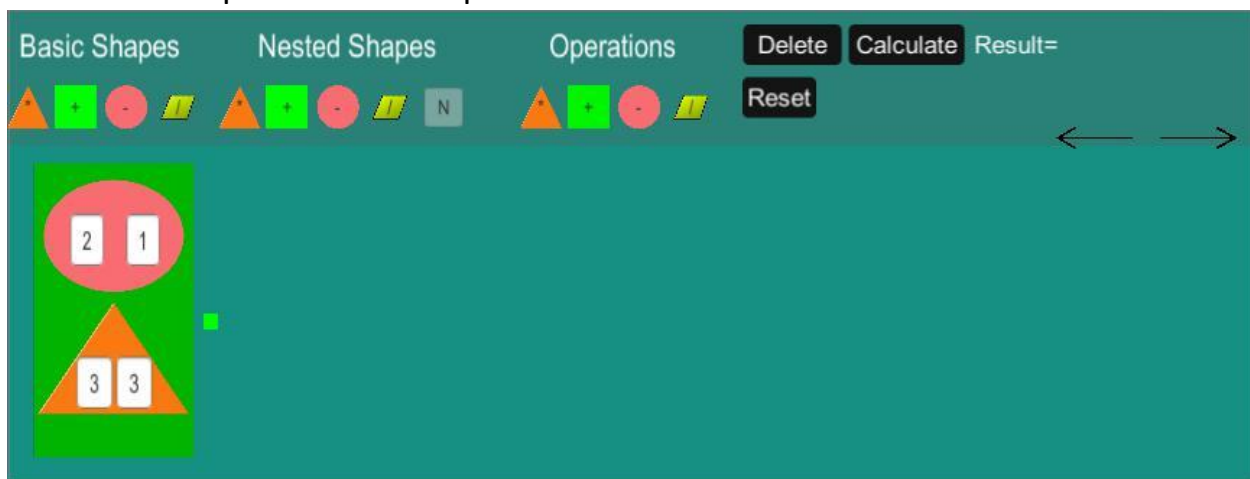 Basic Shapes Nested Shapes Operations Delete Calculate Result=
* + - / * + - / N * + - / Reset
2 1
3 3